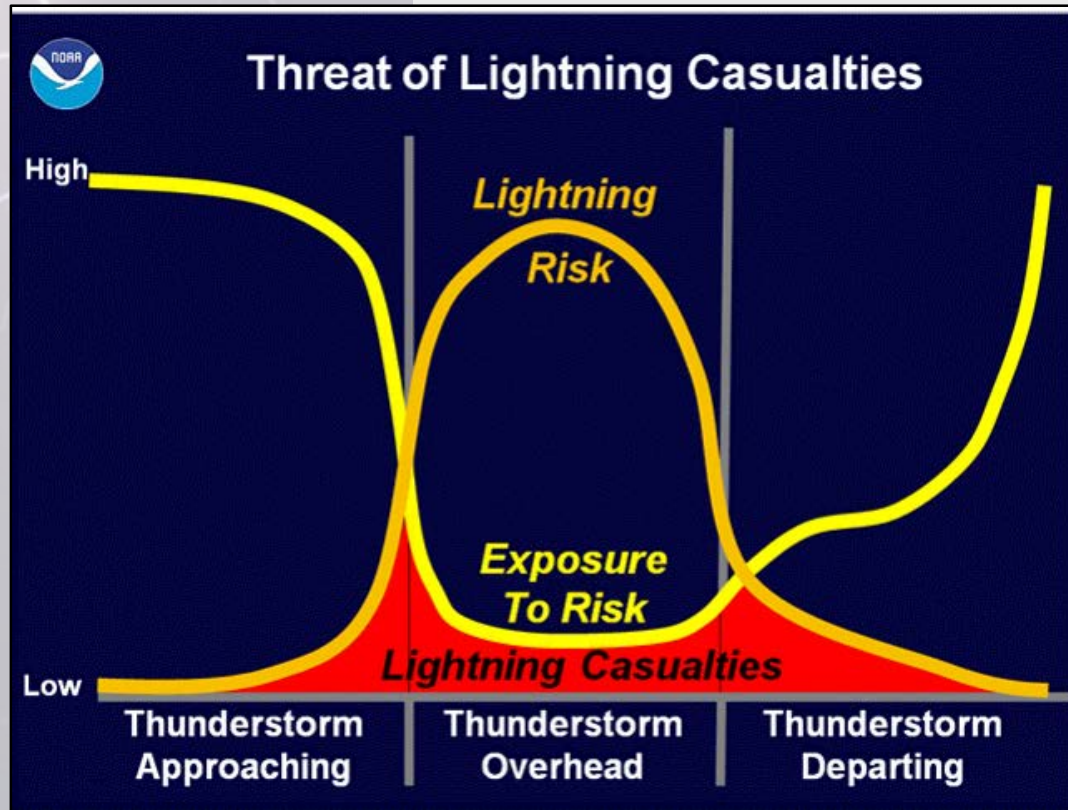 NOAA
Threat of Lightning Casualties
High
Lightning
Risk
Exposure
To Risk
Lightning Casualties
Low
Thunderstorm
Approaching
Thunderstorm
Overhead
Thunderstorm
Departing